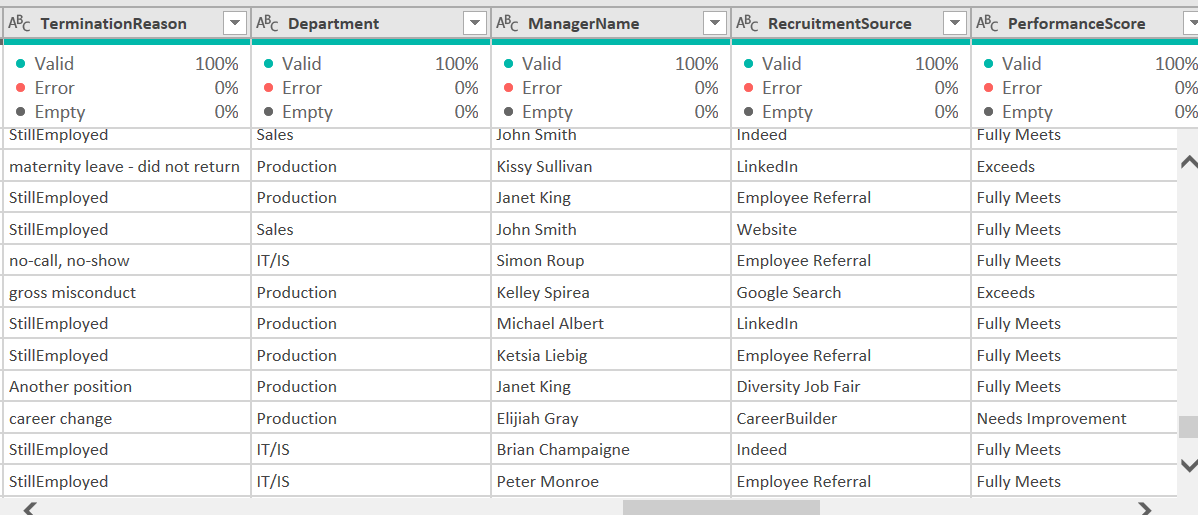 ABC TerminationReason ABC Department ABC ManagerName ABC RecruitmentSource ABC PerformanceScore
Valid 100% Valid 100% Valid 100% Valid 100% Valid 100%
Error 0% Error 0% Error 0% Error 0% Error 0%
Empty 0% Empty 0% Empty 0% Empty 0% Empty 0%
StillEmployed Sales John Smith Indeed Fully Meets
maternity leave - did not return Production Kissy Sullivan LinkedIn Exceeds
StillEmployed Production Janet King Employee Referral Fully Meets
StillEmployed Sales John Smith Website Fully Meets
no-call, no-show IT/IS Simon Roup Employee Referral Fully Meets
gross misconduct Production Kelley Spirea Google Search Exceeds
StillEmployed Production Michael Albert LinkedIn Fully Meets
StillEmployed Production Ketsia Liebig Employee Referral Fully Meets
Another position Production Janet King Diversity Job Fair Fully Meets
career change Production Elijiah Gray CareerBuilder Needs Improvement
StillEmployed IT/IS Brian Champaigne Indeed Fully Meets
StillEmployed IT/IS Peter Monroe Employee Referral Fully Meets